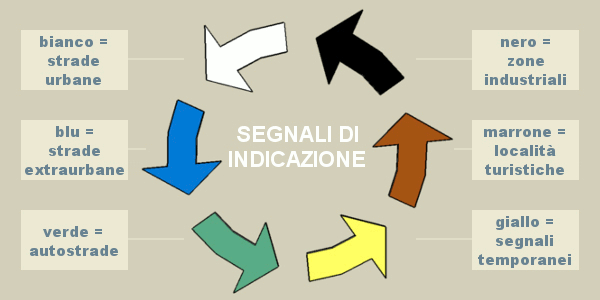 bianco =
strade
urbane
blu =
strade
extraurbane
verde =
autostrade
SEGNALI DI
INDICAZIONE
nero =
zone
industriali
marrone =
località
turistiche
giallo =
segnali
temporanei